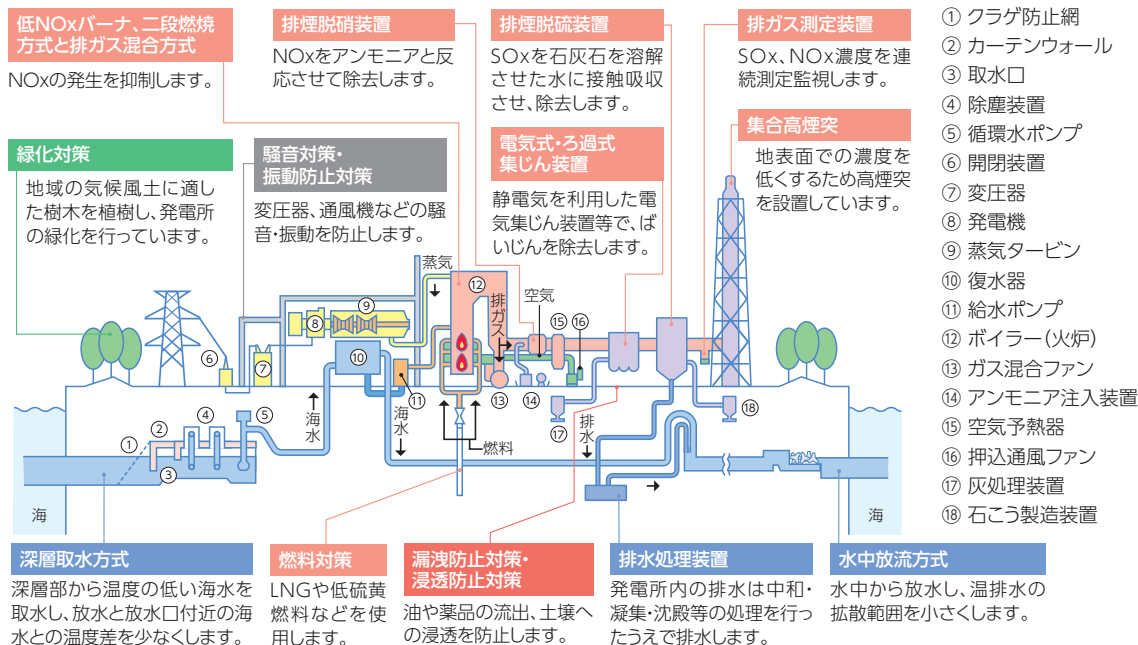 低NOxバーナ、二段燃焼
方式と排ガス混合方式
NOxの発生を抑制します。
排煙脱硝装置
NOxをアンモニアと反
応させて除去します。
排煙脱硫装置
SOxを石灰石を溶解
させた水に接触吸収
させ、除去します。
排ガス測定装置
SOx、NOx濃度を連
続測定監視します。
緑化対策
地域の気候風土に適し
た樹木を植樹し、発電所
の緑化を行っています。
騒音対策・
振動防止対策
変圧器、通風機などの騒
音・振動を防止します。
電気式・ろ過式
集じん装置
静電気を利用した電
気集じん装置等で、ば
いじんを除去します。
集合高煙突
地表面での濃度を
低くするため高煙突
を設置しています。
① クラゲ防止網
② カーテンウォール
③ 取水口
④ 除塵装置
⑤ 循環水ポンプ
⑥ 開閉装置
⑦ 変圧器
⑧ 発電機
⑨ 蒸気タービン
⑩ 復水器
⑪ 給水ポンプ
⑫ ボイラー(火炉)
⑬ ガス混合ファン
⑭ アンモニア注入装置
⑮ 空気予熱器
⑯ 押込通風ファン
⑰ 灰処理装置
⑱ 石こう製造装置
蒸気
⑫
排ガス
空気
⑮
⑯
⑨
⑧
⑩
⑥
⑦
⑪
⑬
⑭
⑰
⑱
海水
海水
燃料
排水
①
②
③
④
⑤
海
海
深層取水方式
深層部から温度の低い海水を
取水し、放水と放水口付近の海
水との温度差を少なくします。
燃料対策
LNGや低硫黄
燃料などを使
用します。
漏洩防止対策・
浸透防止対策
油や薬品の流出、土壌へ
の浸透を防止します。
排水処理装置
発電所内の排水は中和・
凝集・沈殿等の処理を行っ
たうえで排水します。
水中放流方式
水中から放水し、温排水の
拡散範囲を小さくします。